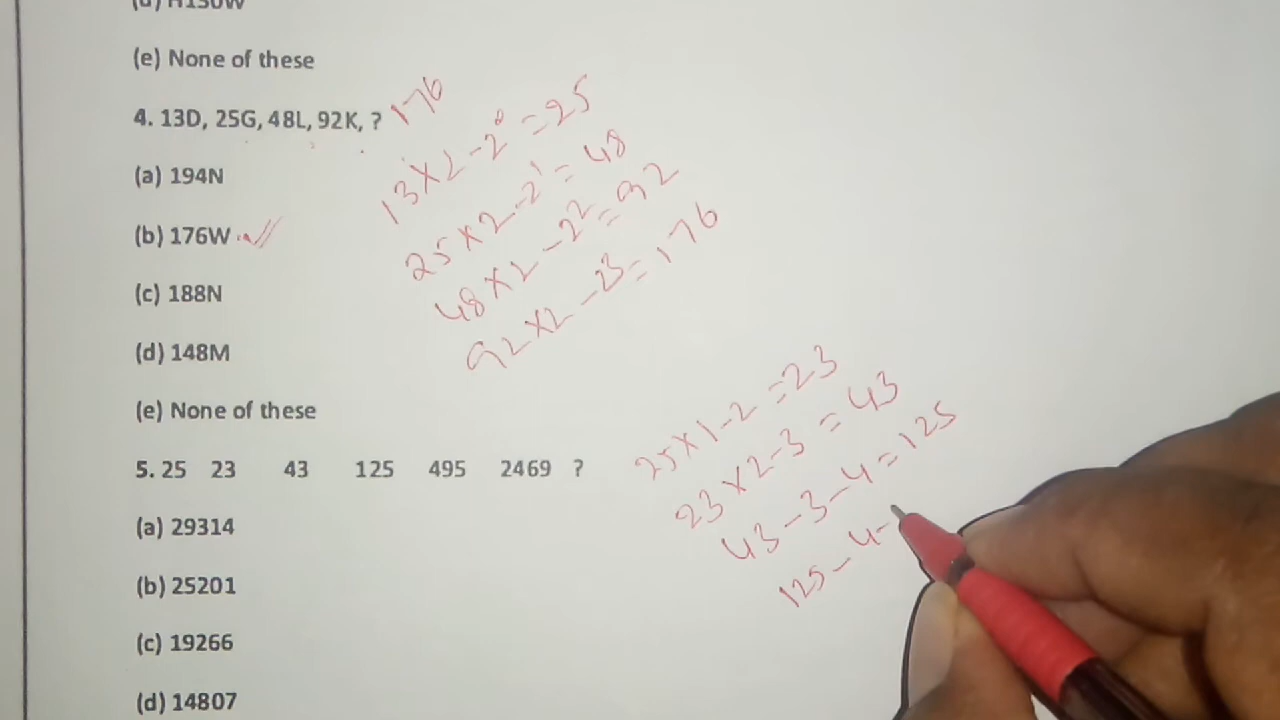 (e) None of these
4. 13D, 25G, 48L, 92K, ? 176
13×2-2⁰=25
(a) 194N
25×2-2¹=48
(b) 176W
48×2-2²=92
(c) 188N
92×2-2³=176
(d) 148M
(e) None of these
25×1-2=23
5. 25 23 43 125 495 2469 ?
23×2-3=43
43-3-4=125
(a) 29314
125-4-
(b) 25201
(c) 19266
(d) 14807